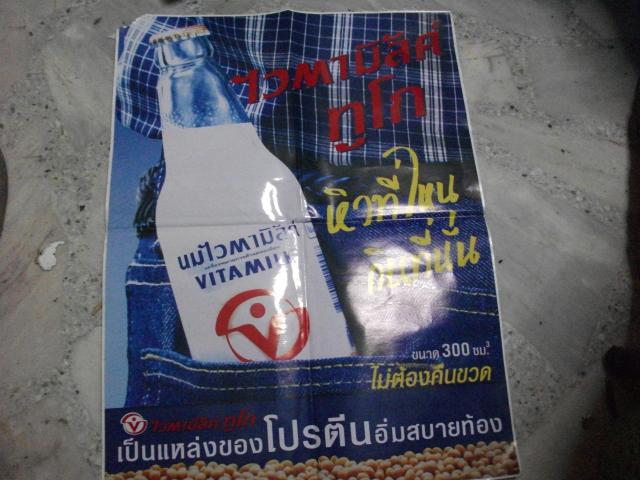 ไวตามิ้ลค์
ทูโก
หิวที่ไหน
กินที่นั่น
นมไวตามิ้ลค์
VITAMILK
ขนาด 300 ซม.³
ไม่ต้องคืนขวด
ไวตามิ้ลค์ ทูโก
เป็นแหล่งของโปรตีนอิ่มสบายท้อง